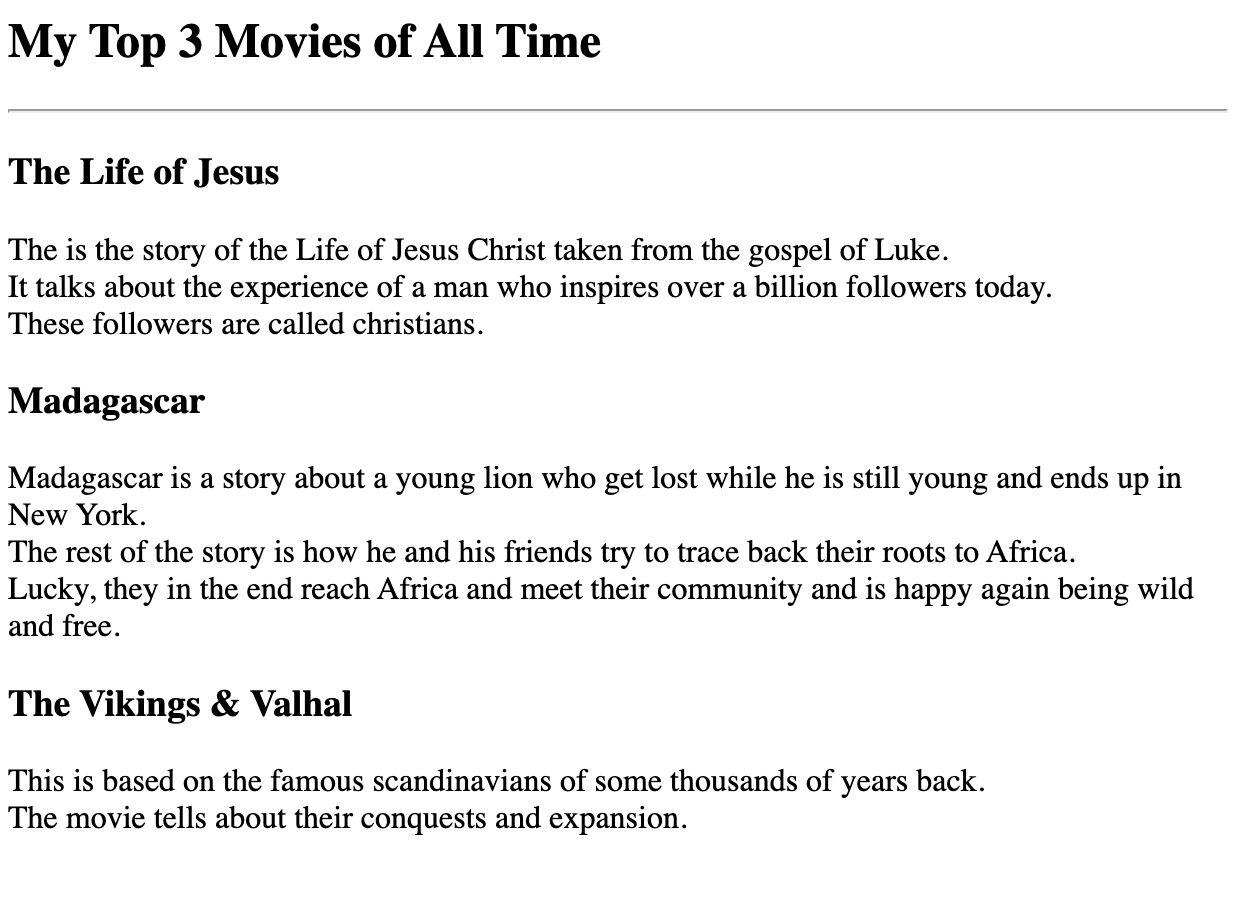 My Top 3 Movies of All Time
The Life of Jesus
The is the story of the Life of Jesus Christ taken from the gospel of Luke.
It talks about the experience of a man who inspires over a billion followers today.
These followers are called christians.
Madagascar
Madagascar is a story about a young lion who get lost while he is still young and ends up in
New York.
The rest of the story is how he and his friends try to trace back their roots to Africa.
Lucky, they in the end reach Africa and meet their community and is happy again being wild
and free.
The Vikings & Valhal
This is based on the famous scandinavians of some thousands of years back.
The movie tells about their conquests and expansion.